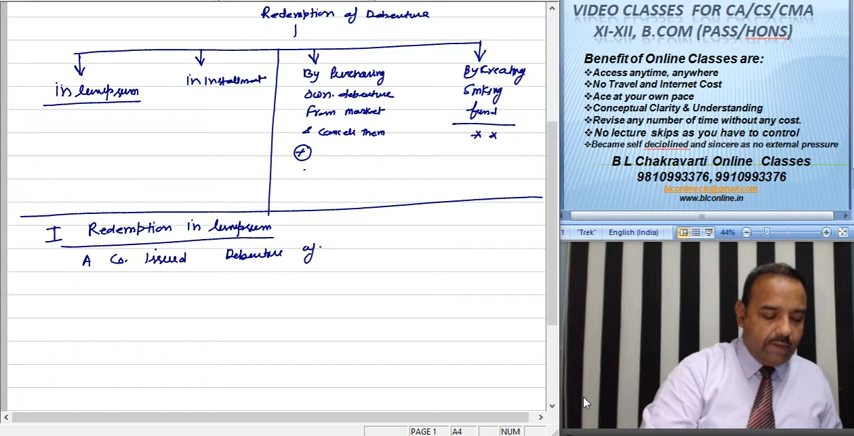 Redemption of Debenture
In lumpsum
In Installment
By Purchasing
own debenture
From market
& Cancel them
By Creating
Sinking
fund
I Redemption in lumpsum
A Co. Issued Debenture of
VIDEO CLASSES FOR CA/CS/CMA
XI-XII, B.COM (PASS/HONS)
Benefit of Online Classes are:
❖Access anytime, anywhere
❖No Travel and Internet Cost
❖Ace at your own pace
❖Conceptual Clarity & Understanding
❖Revise any number of time without any cost.
❖No lecture skips as you have to control
❖Became self deciplined and sincere as no external pressure
B L Chakravarti Online Classes
9810993376, 9910993376
www.blconline.in
1 "Trek" English (India) 44%
PAGE 1 A4 NUM